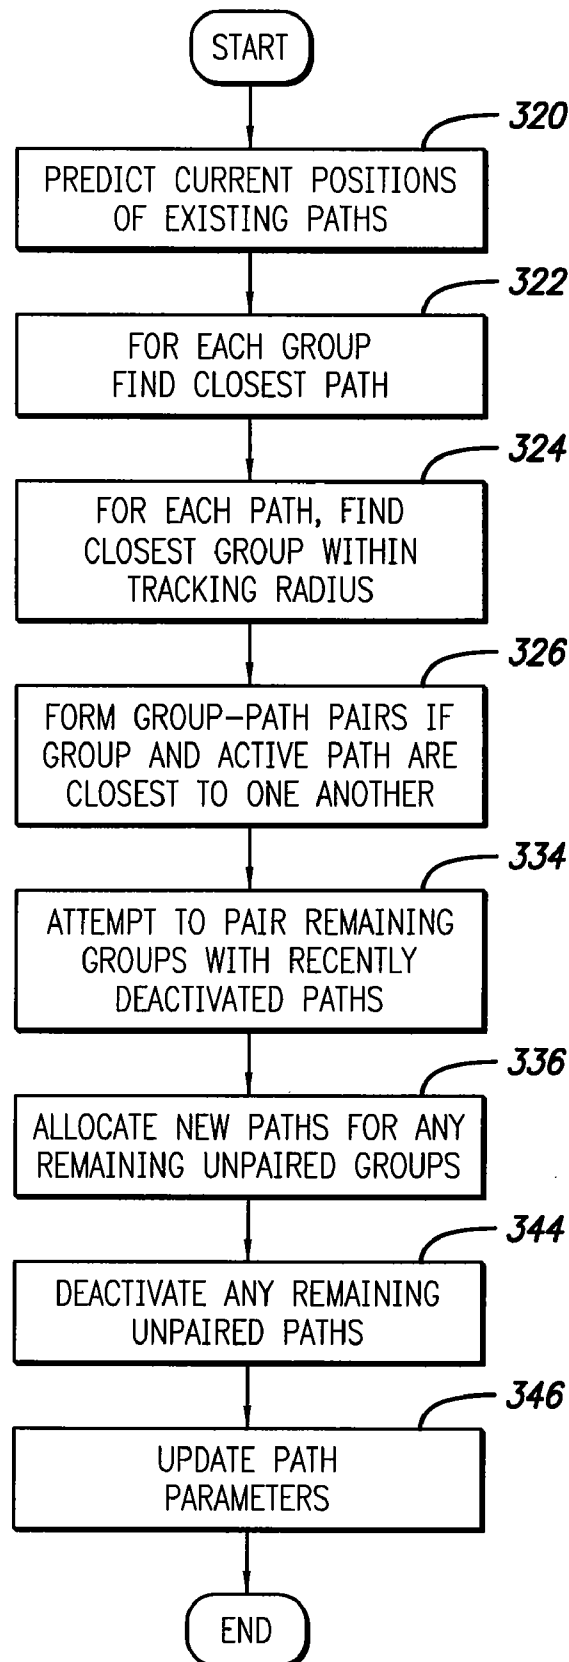 START
320
PREDICT CURRENT POSITIONS
OF EXISTING PATHS
322
FOR EACH GROUP
FIND CLOSEST PATH
324
FOR EACH PATH, FIND
CLOSEST GROUP WITHIN
TRACKING RADIUS
326
FORM GROUP-PATH PAIRS IF
GROUP AND ACTIVE PATH ARE
CLOSEST TO ONE ANOTHER
334
ATTEMPT TO PAIR REMAINING
GROUPS WITH RECENTLY
DEACTIVATED PATHS
336
ALLOCATE NEW PATHS FOR ANY
REMAINING UNPAIRED GROUPS
344
DEACTIVATE ANY REMAINING
UNPAIRED PATHS
346
UPDATE PATH
PARAMETERS
END